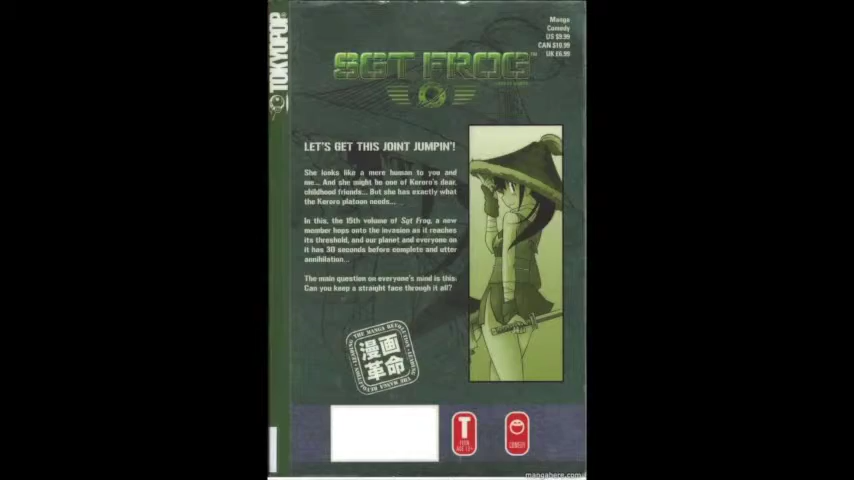 TOKYOPOP
Manga
Comedy
US $9.99
CAN $10.99
UK £6.99
SGT FROG™
LET'S GET THIS JOINT JUMPIN'!
She looks like a mere human to you and
me... And she might be one of Keroro's dear,
childhood friends... But she has exactly what
the Keroro platoon needs...
In this, the 15th volume of Sgt Frog, a new
member hops onto the invasion as it reaches
its threshold, and our planet and everyone on
it has 30 seconds before complete and utter
annihilation...
The main question on everyone's mind is this:
Can you keep a straight face through it all?
THE MANGA REVOLUTION
漫画
革命
T
TEEN
AGE 13+
COMEDY
mangahere.com